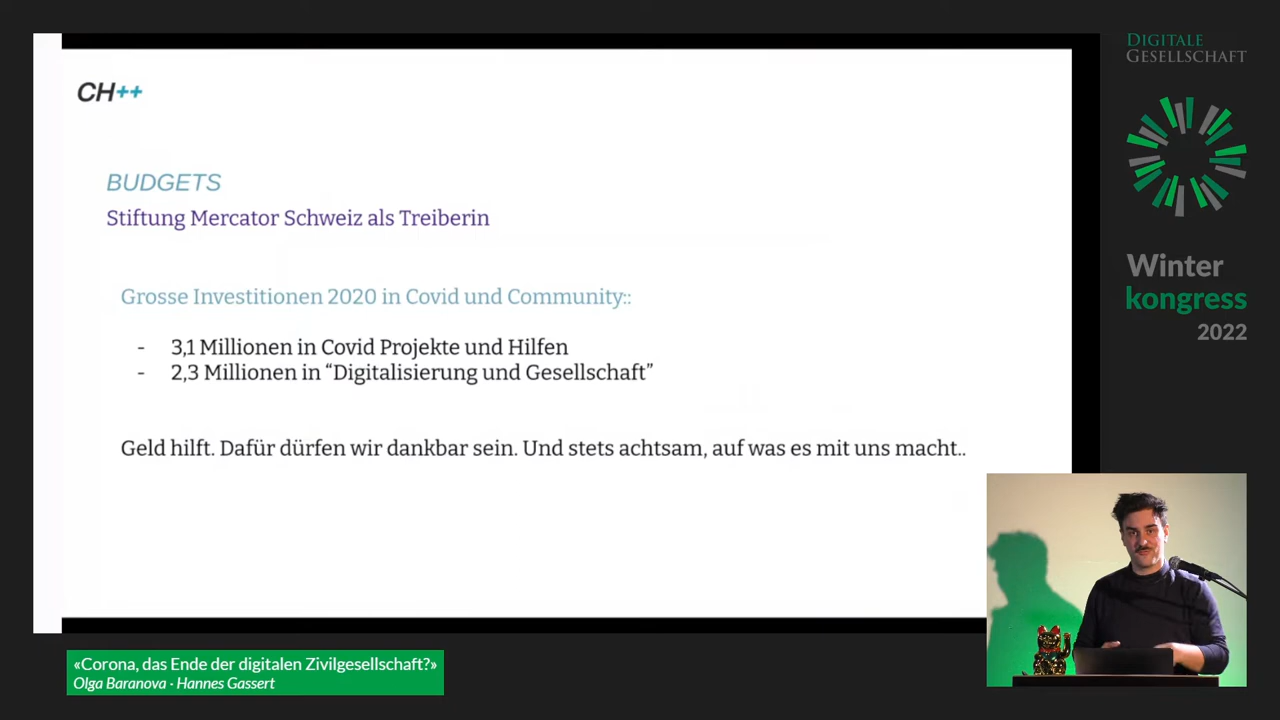 CH++
BUDGETS
Stiftung Mercator Schweiz als Treiberin
Grosse Investitionen 2020 in Covid und Community::
- 3,1 Millionen in Covid Projekte und Hilfen
- 2,3 Millionen in “Digitalisierung und Gesellschaft”
Geld hilft. Dafür dürfen wir dankbar sein. Und stets achtsam, auf was es mit uns macht..
DIGITALE
GESELLSCHAFT
Winter
kongress
2022
«Corona, das Ende der digitalen Zivilgesellschaft?»
Olga Baranova - Hannes Gassert